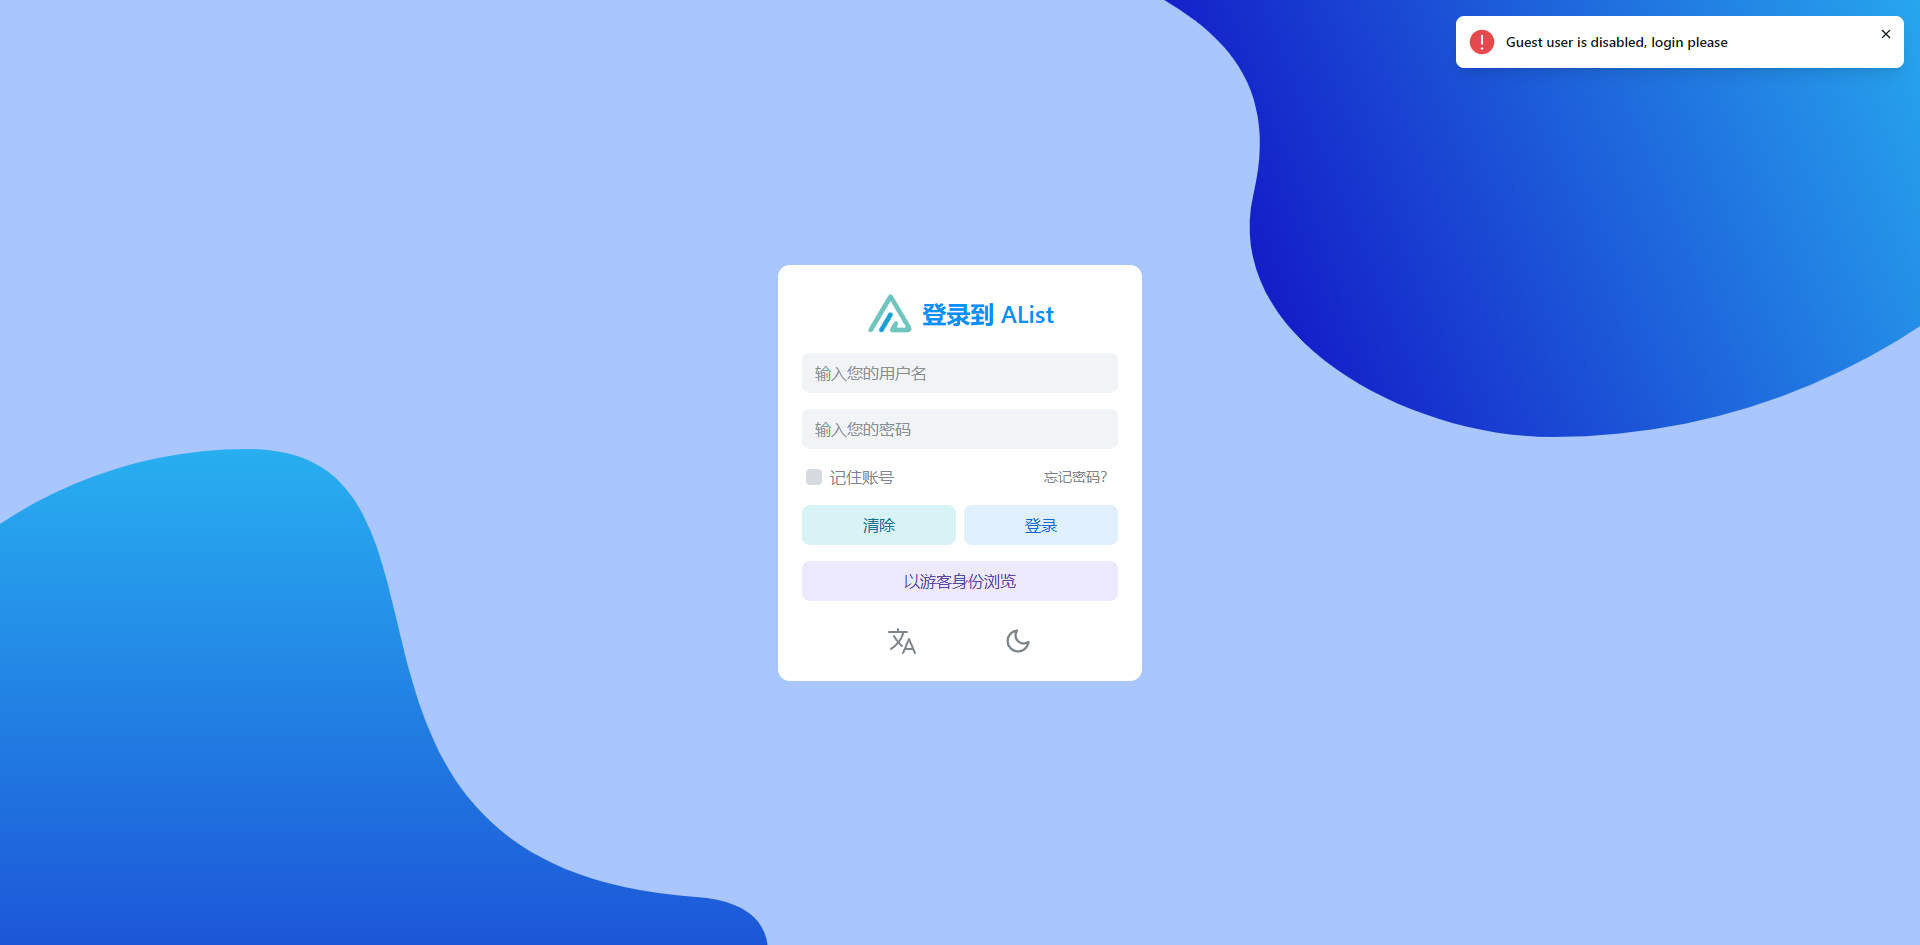 Guest user is disabled, login please
登录到 AList
输入您的用户名
输入您的密码
记住账号
忘记密码?
清除
登录
以游客身份浏览